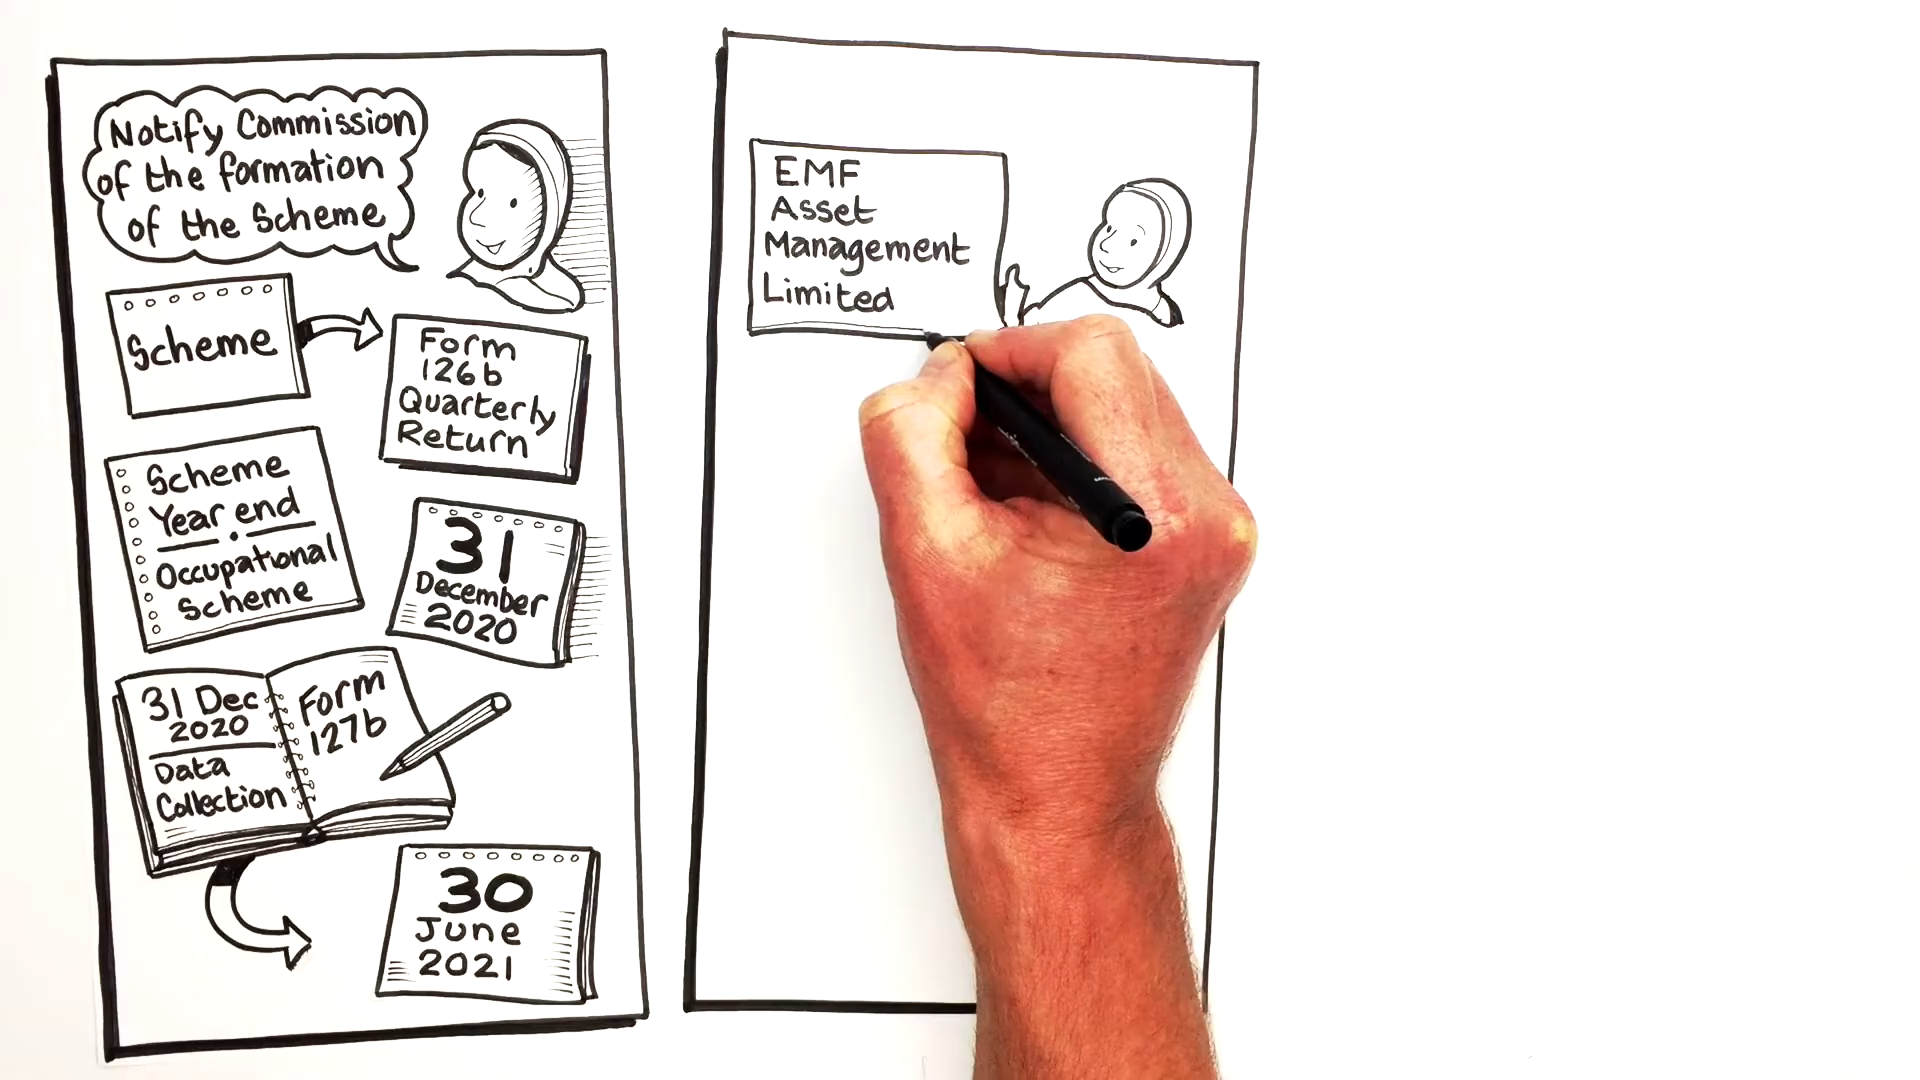 Notify Commission
of the formation
of the Scheme
Scheme
Form
126b
Quarterly
Return
Scheme
Year end
Occupational
Scheme
31
December
2020
31 Dec
2020
Data
Collection
Form
127b
30
June
2021
EMF
Asset
Management
Limited